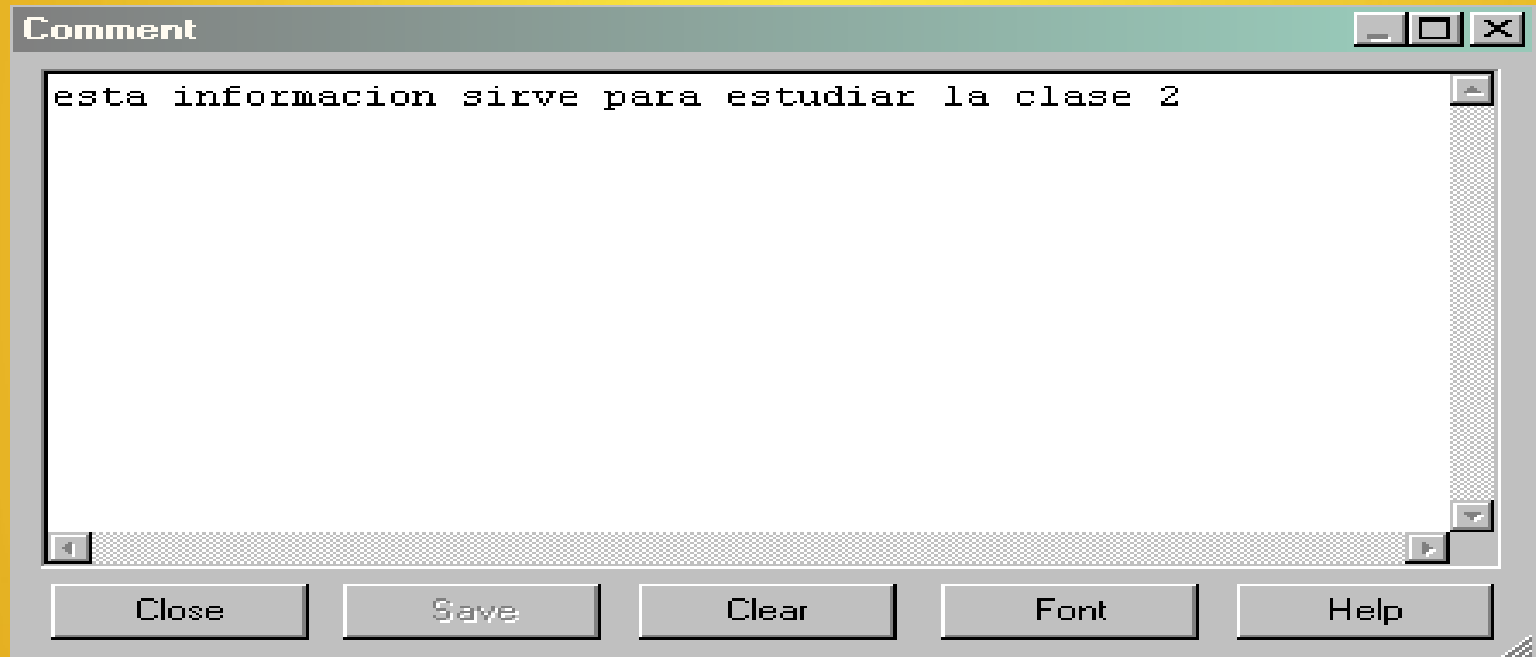 Comment
esta informacion sirve para estudiar la clase 2
Close Save Clear Font Help